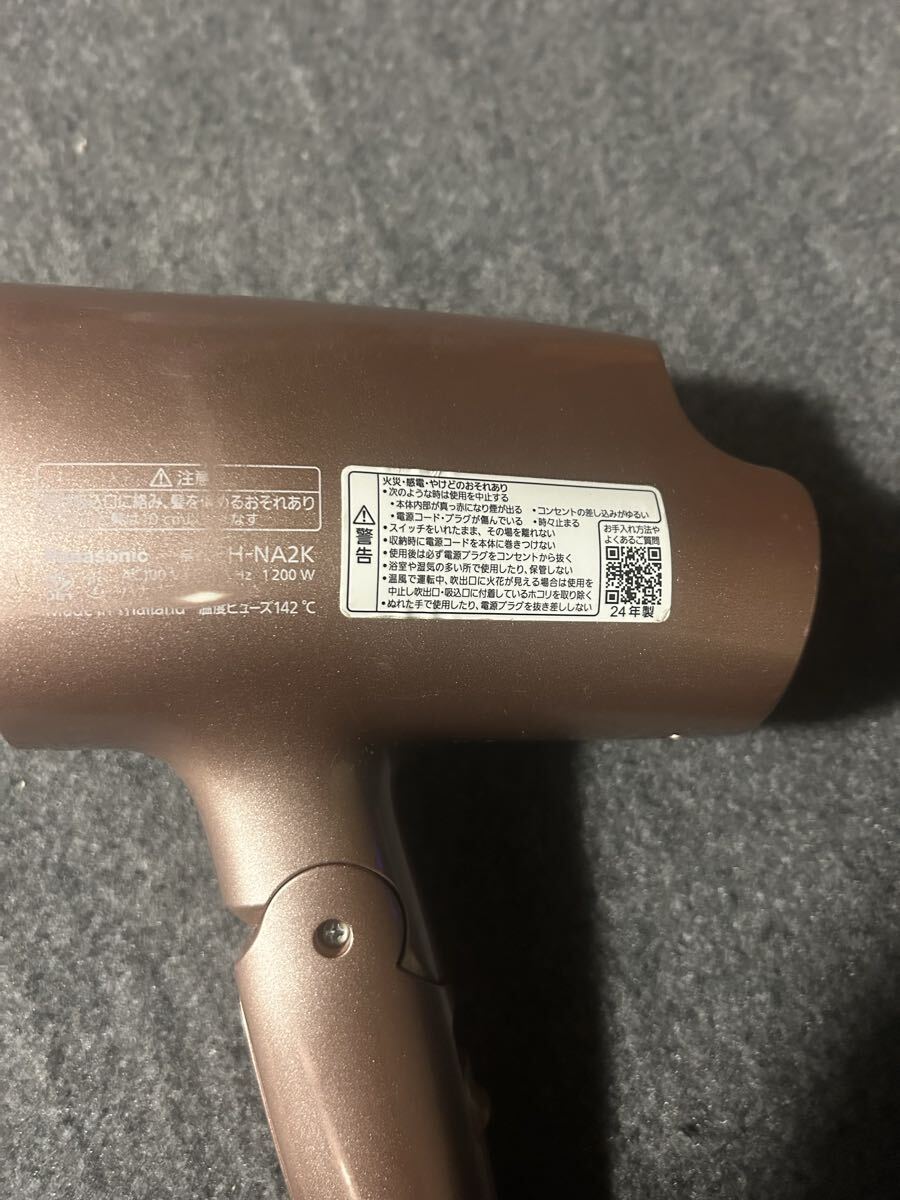 ⚠注意
込口に絡み、髪を傷めるおそれあり
Panasonic H-NA2K
Hz 1200 W
Made in Thailand 温度ヒューズ142℃
⚠警告
火災・感電・やけどのおそれあり
・次のような時は使用を中止する
・本体内部が真っ赤になり煙が出る ・コンセントの差し込みがゆるい
・電源コード・プラグが傷んでいる ・時々止まる
・スイッチをいれたまま、その場を離れない
・収納時に電源コードを本体に巻きつけない
・使用後は必ず電源プラグをコンセントから抜く
・浴室や湿気の多い所で使用したり、保管しない
・温風で運転中、吹出口に火花が見える場合は使用を
中止し吹出口・吸込口に付着しているホコリを取り除く
・ぬれた手で使用したり、電源プラグを抜き差ししない
お手入れ方法や
よくあるご質問
24年製